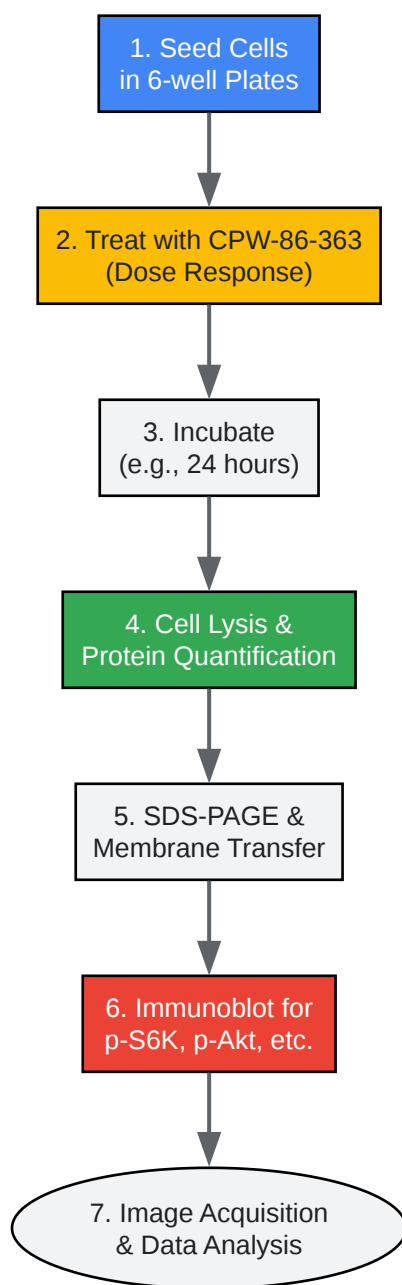 1. Seed Cells
in 6-well Plates
2. Treat with CPW-86-363
(Dose Response)
3. Incubate
(e.g., 24 hours)
4. Cell Lysis &
Protein Quantification
5. SDS-PAGE &
Membrane Transfer
6. Immunoblot for
p-S6K, p-Akt, etc.
7. Image Acquisition
& Data Analysis